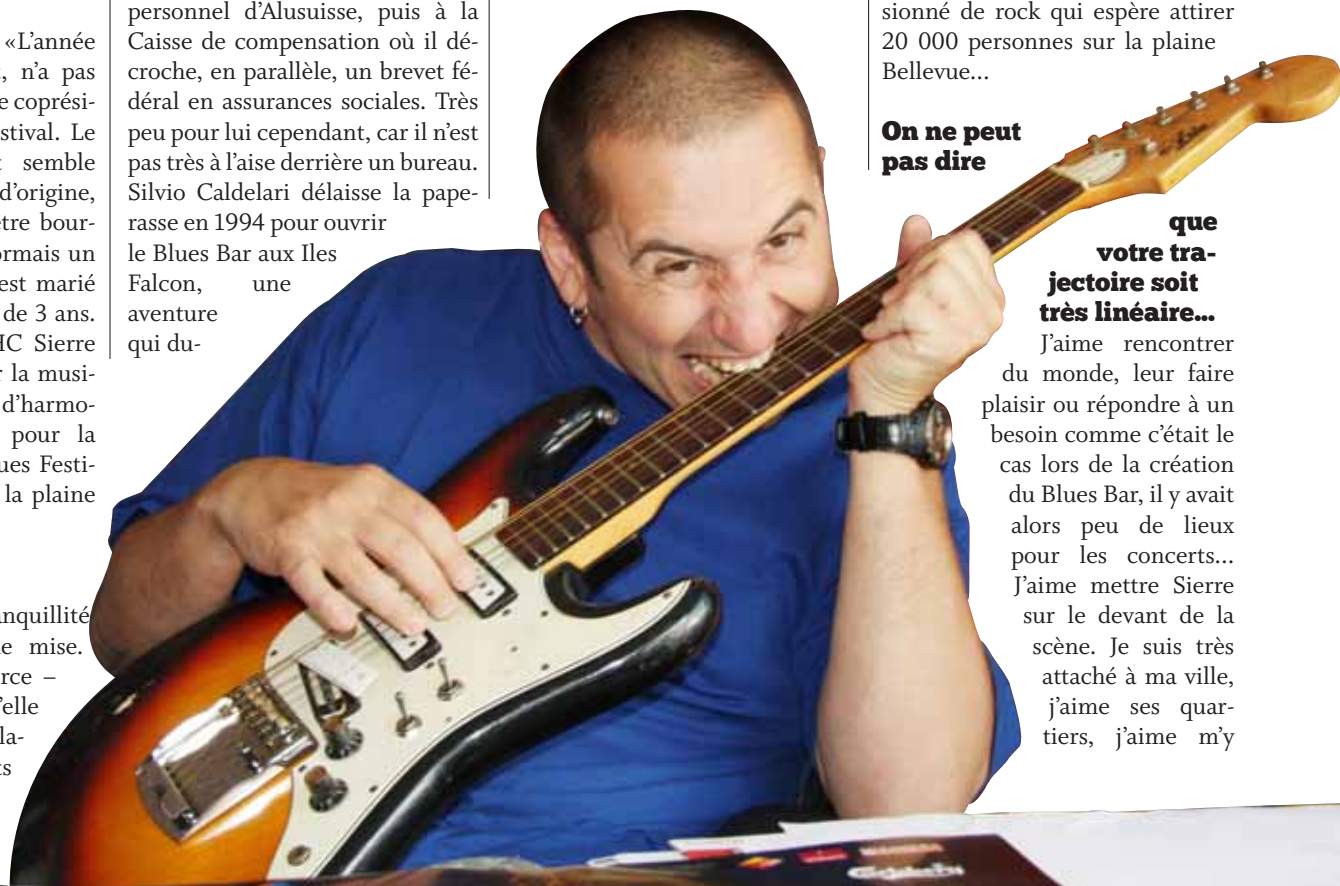 «L'année
, n'a pas
e coprési-
stival. Le
semble
d'origine,
être bour-
ormais un
est marié
de 3 ans.
HC Sierre
r la musi-
d'harmo-
pour la
ues Festi-
la plaine
anquillité
e mise.
rce –
'elle
la-
ts
personnel d'Alusuisse, puis à la
Caisse de compensation où il dé-
croche, en parallèle, un brevet fé-
déral en assurances sociales. Très
peu pour lui cependant, car il n'est
pas très à l'aise derrière un bureau.
Silvio Caldelari délaisse la pape-
rasse en 1994 pour ouvrir
le Blues Bar aux Iles
Falcon, une
aventure
qui du-
sionné de rock qui espère attirer
20 000 personnes sur la plaine
Bellevue...
On ne peut
pas dire
que
votre tra-
jectoire soit
très linéaire...
J'aime rencontrer
du monde, leur faire
plaisir ou répondre à un
besoin comme c'était le
cas lors de la création
du Blues Bar, il y avait
alors peu de lieux
pour les concerts...
J'aime mettre Sierre
sur le devant de la
scène. Je suis très
attaché à ma ville,
j'aime ses quar-
tiers, j'aime m'y